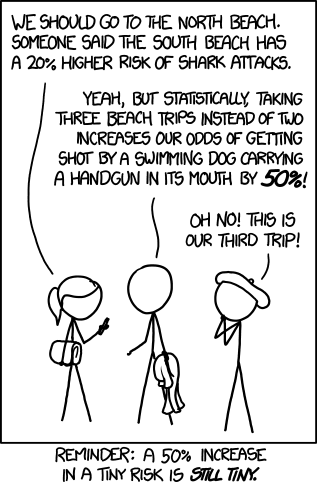 WE SHOULD GO TO THE NORTH BEACH.
SOMEONE SAID THE SOUTH BEACH HAS
A 20% HIGHER RISK OF SHARK ATTACKS.
YEAH, BUT STATISTICALLY, TAKING
THREE BEACH TRIPS INSTEAD OF TWO
INCREASES OUR ODDS OF GETTING
SHOT BY A SWIMMING DOG CARRYING
A HANDGUN IN ITS MOUTH BY 50%!
OH NO! THIS IS
OUR THIRD TRIP!
REMINDER: A 50% INCREASE
IN A TINY RISK IS STILL TINY.